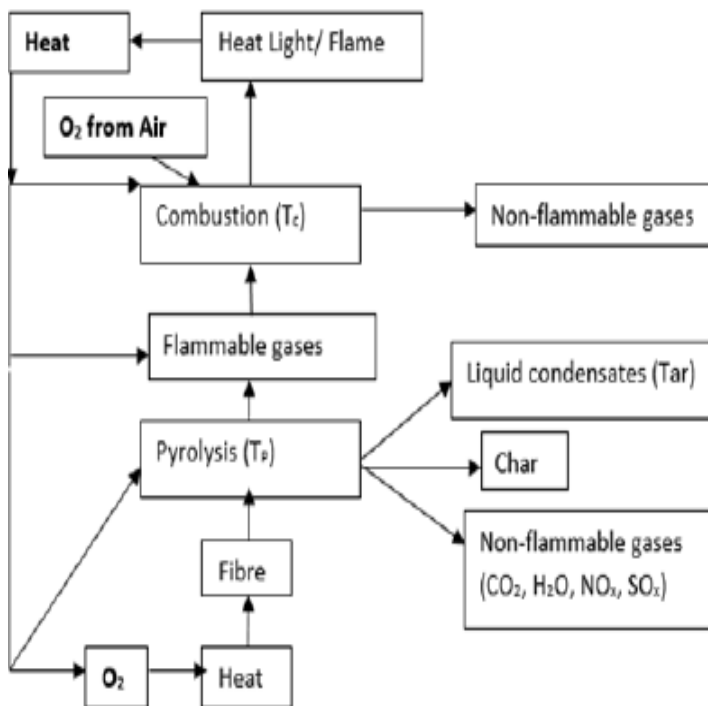 Heat
Heat Light/ Flame
O₂ from Air
Combustion (T꜀)
Non-flammable gases
Flammable gases
Liquid condensates (Tar)
Pyrolysis (Tₚ)
Char
Non-flammable gases
(CO₂, H₂O, NOₓ, SOₓ)
Fibre
O₂
Heat